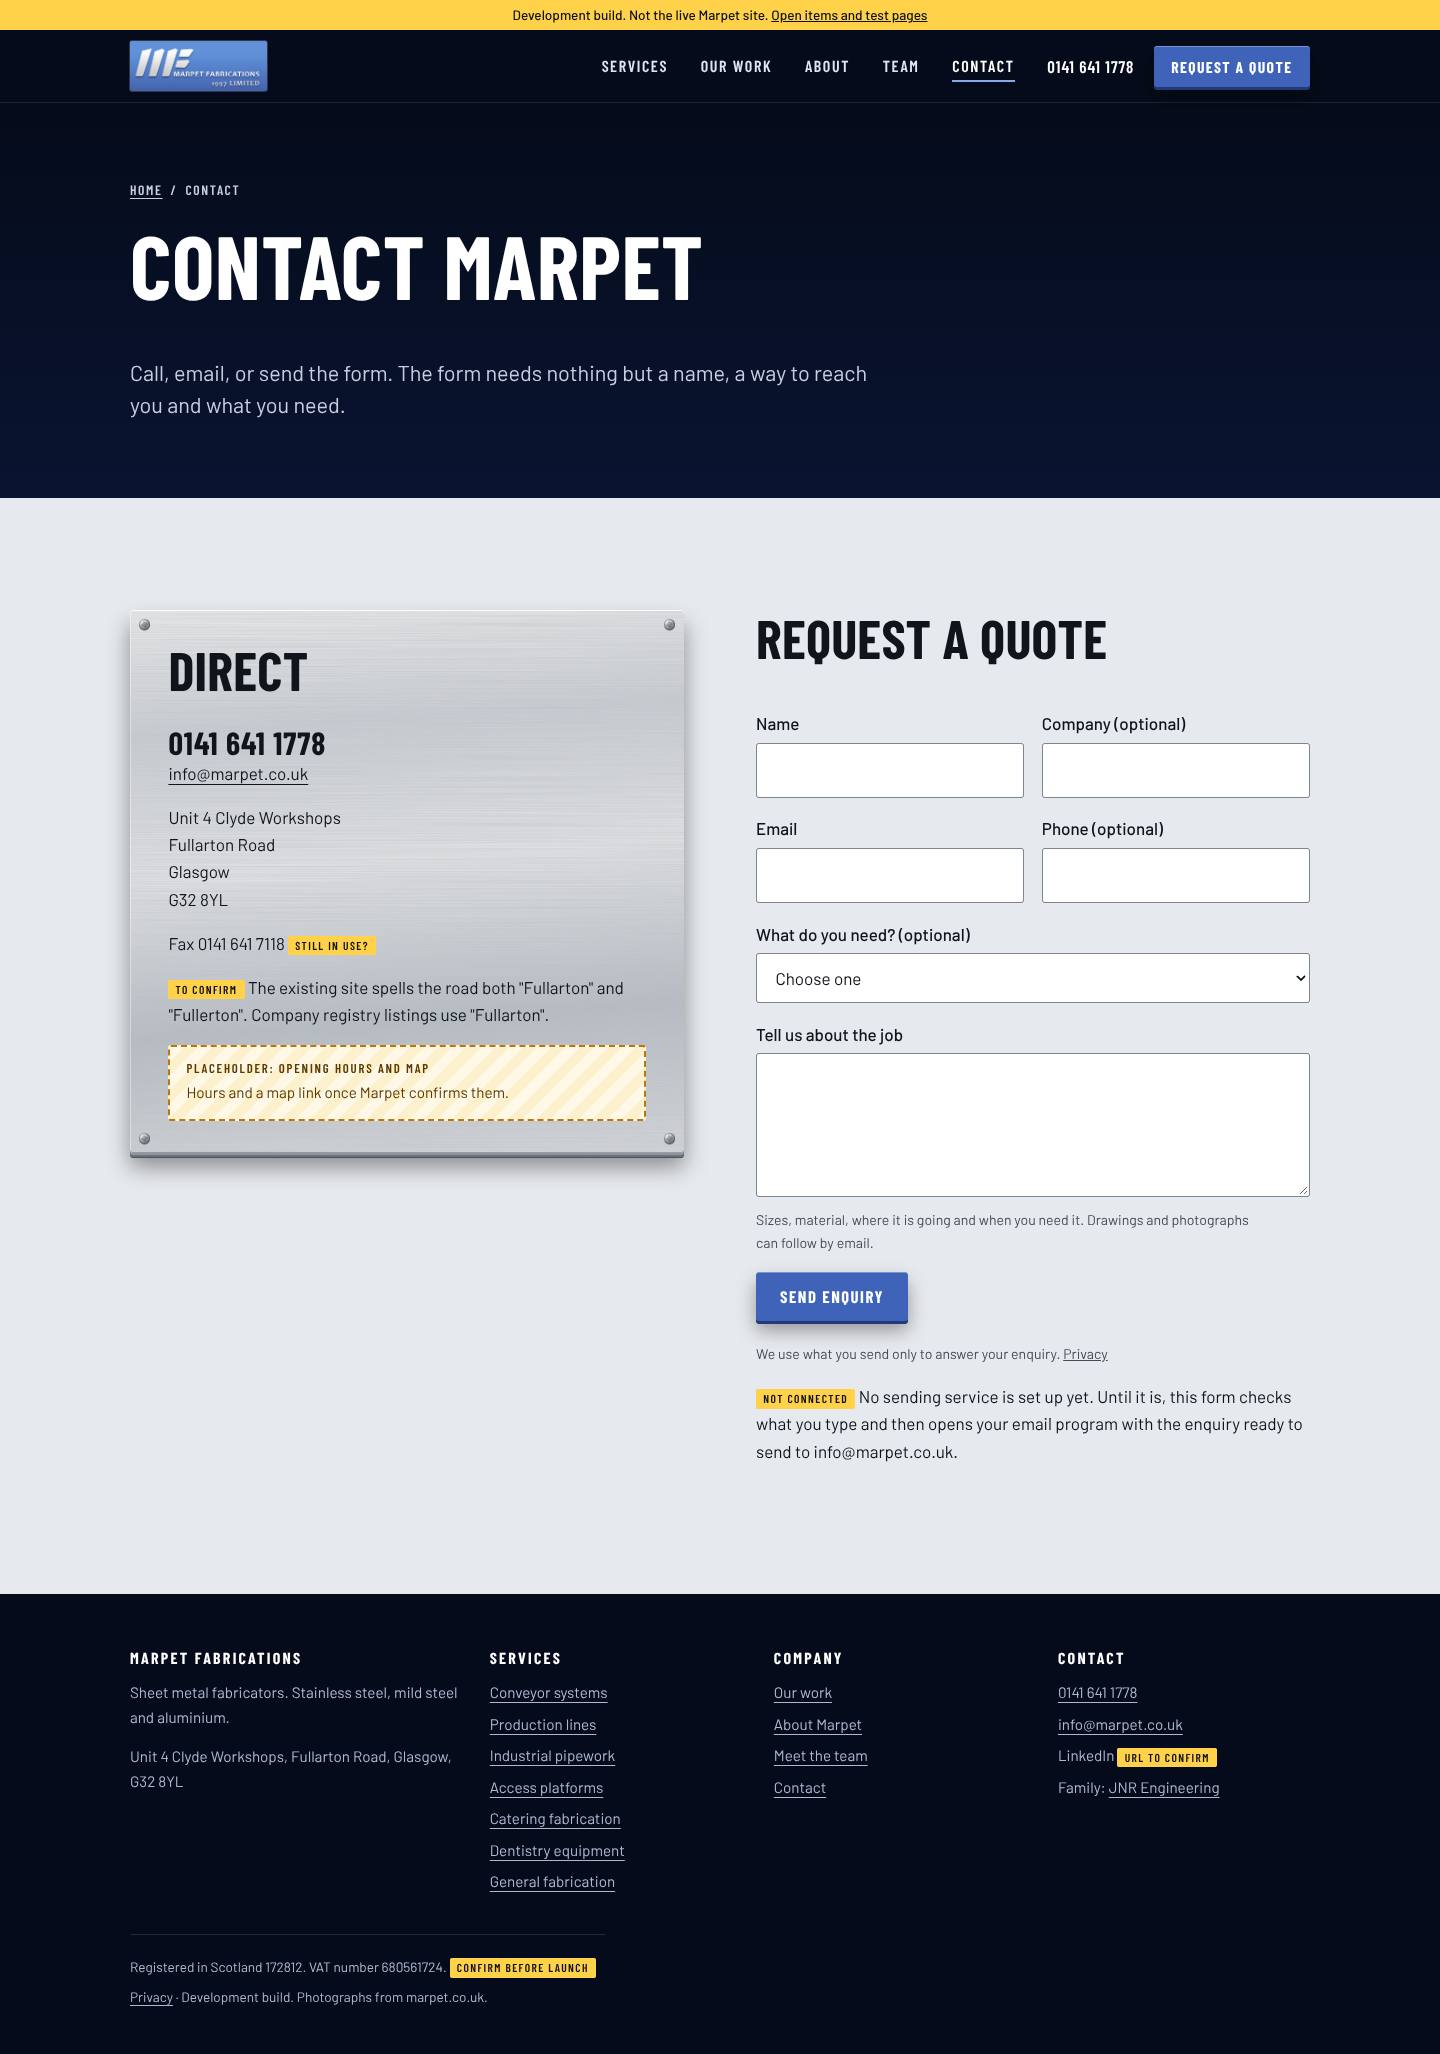 Development build. Not the live Marpet site. Open items and test pages
MF
MARPET FABRICATIONS
1997 LIMITED
SERVICES
OUR WORK
ABOUT
TEAM
CONTACT
0141 641 1778
REQUEST A QUOTE
HOME / CONTACT
CONTACT MARPET
Call, email, or send the form. The form needs nothing but a name, a way to reach
you and what you need.
DIRECT
0141 641 1778
info@marpet.co.uk
Unit 4 Clyde Workshops
Fullarton Road
Glasgow
G32 8YL
Fax 0141 641 7118 STILL IN USE?
TO CONFIRM The existing site spells the road both "Fullarton" and
"Fullerton". Company registry listings use "Fullarton".
PLACEHOLDER: OPENING HOURS AND MAP
Hours and a map link once Marpet confirms them.
REQUEST A QUOTE
Name
Company (optional)
Email
Phone (optional)
What do you need? (optional)
Choose one
Tell us about the job
Sizes, material, where it is going and when you need it. Drawings and photographs
can follow by email.
SEND ENQUIRY
We use what you send only to answer your enquiry. Privacy
NOT CONNECTED No sending service is set up yet. Until it is, this form checks
what you type and then opens your email program with the enquiry ready to
send to info@marpet.co.uk.
MARPET FABRICATIONS
Sheet metal fabricators. Stainless steel, mild steel
and aluminium.
Unit 4 Clyde Workshops, Fullarton Road, Glasgow,
G32 8YL
SERVICES
Conveyor systems
Production lines
Industrial pipework
Access platforms
Catering fabrication
Dentistry equipment
General fabrication
COMPANY
Our work
About Marpet
Meet the team
Contact
CONTACT
0141 641 1778
info@marpet.co.uk
LinkedIn URL TO CONFIRM
Family: JNR Engineering
Registered in Scotland 172812. VAT number 680561724. CONFIRM BEFORE LAUNCH
Privacy · Development build. Photographs from marpet.co.uk.